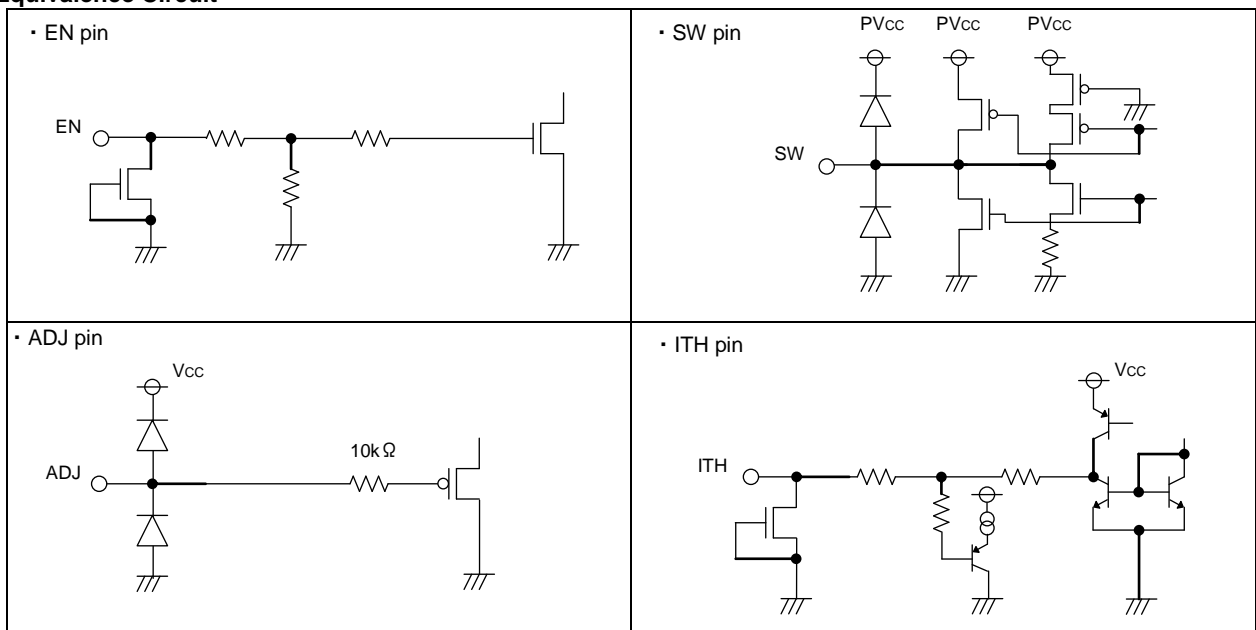 Equivalence Circuit
・EN pin
EN
・SW pin
PVcc PVcc PVcc
SW
・ADJ pin
Vcc
ADJ
10kΩ
・ITH pin
Vcc
ITH